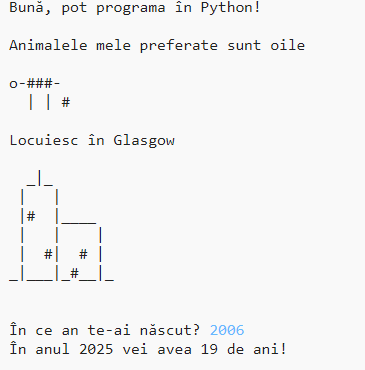 Bună, pot programa în Python!
Animalele mele preferate sunt oile
o-###-
  | | #
Locuiesc în Glasgow
  _|_
 |   |
 |#  |____
 |   |    |
 |  #|  # |
_|___|_#__|_
În ce an te-ai născut? 2006
În anul 2025 vei avea 19 de ani!